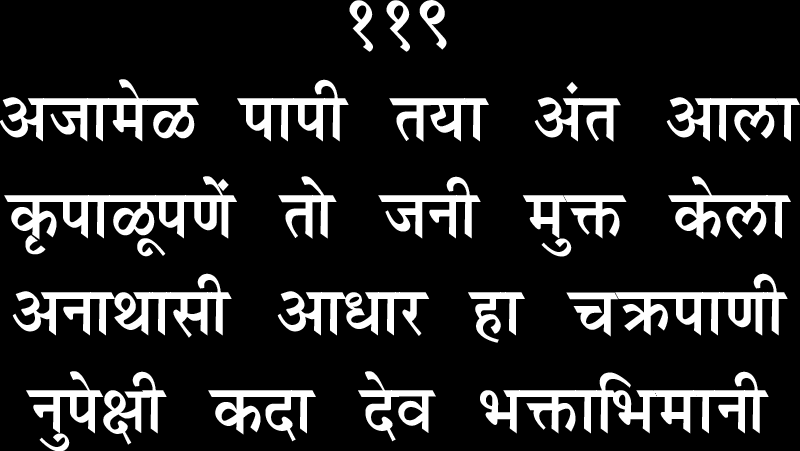 ११९
अजामेळ पापी तया अंत आला
कृपाळूपणें तो जनी मुक्त केला
अनाथासी आधार हा चक्रपाणी
नुपेक्षी कदा देव भक्ताभिमानी